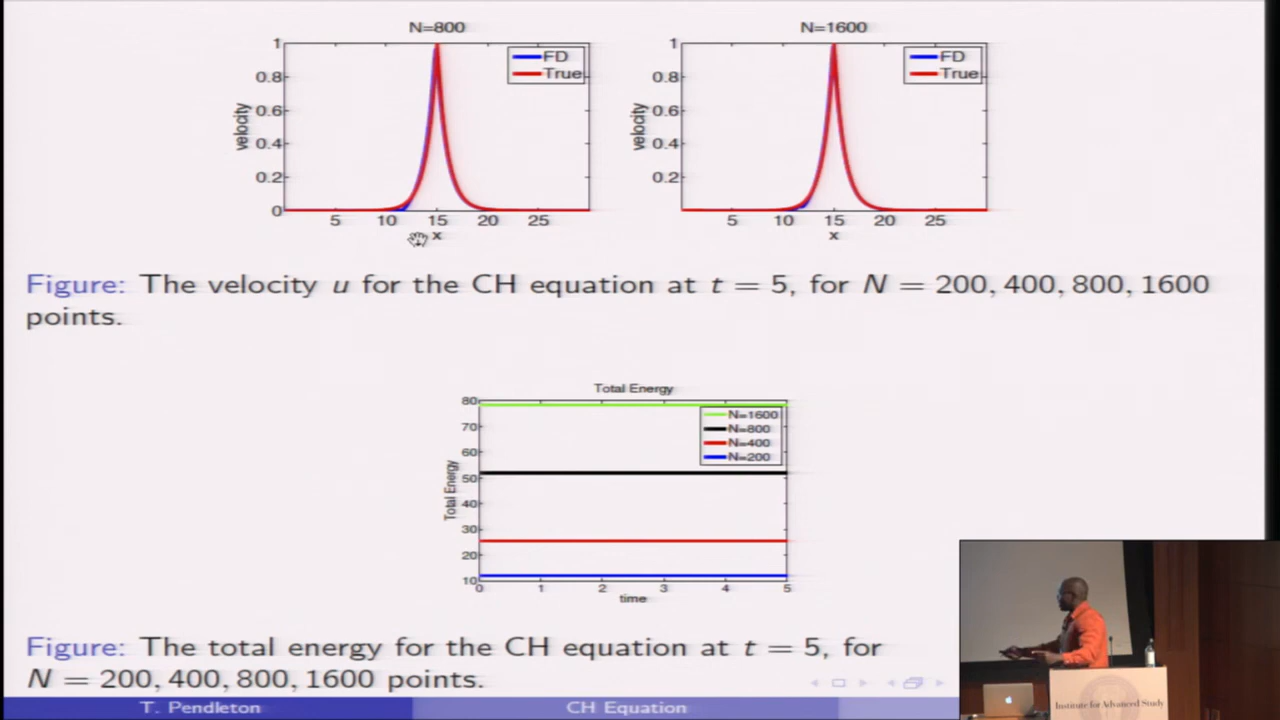 N=800
N=1600
1
0.8
0.6
0.4
0.2
0
velocity
FD
True
5 10 15 20 25
x
1
0.8
0.6
0.4
0.2
velocity
FD
True
5 10 15 20 25
x
Figure: The velocity u for the CH equation at t = 5, for N = 200, 400, 800, 1600
points.
Total Energy
80
70
60
50
40
30
20
10
Total Energy
N=1600
N=800
N=400
N=200
0 1 2 3 4 5
time
Figure: The total energy for the CH equation at t = 5, for
N = 200, 400, 800, 1600 points.
T. Pendleton
CH Equation
Institute for Advanced Study